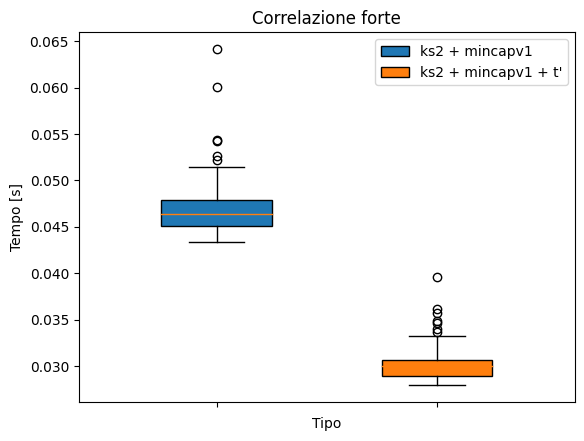 Correlazione forte
ks2 + mincapv1
ks2 + mincapv1 + t'
0.065
0.060
0.055
0.050
0.045
0.040
0.035
0.030
Tempo [s]
Tipo